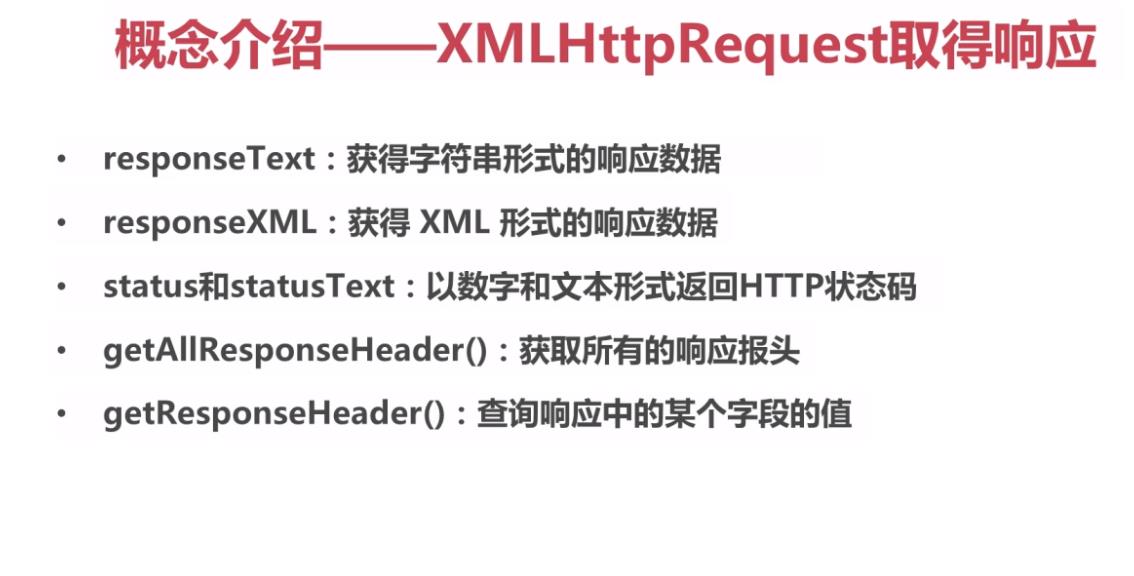 概念介绍——XMLHttpRequest取得响应
• responseText：获得字符串形式的响应数据
• responseXML：获得 XML 形式的响应数据
• status和statusText：以数字和文本形式返回HTTP状态码
• getAllResponseHeader()：获取所有的响应报头
• getResponseHeader()：查询响应中的某个字段的值